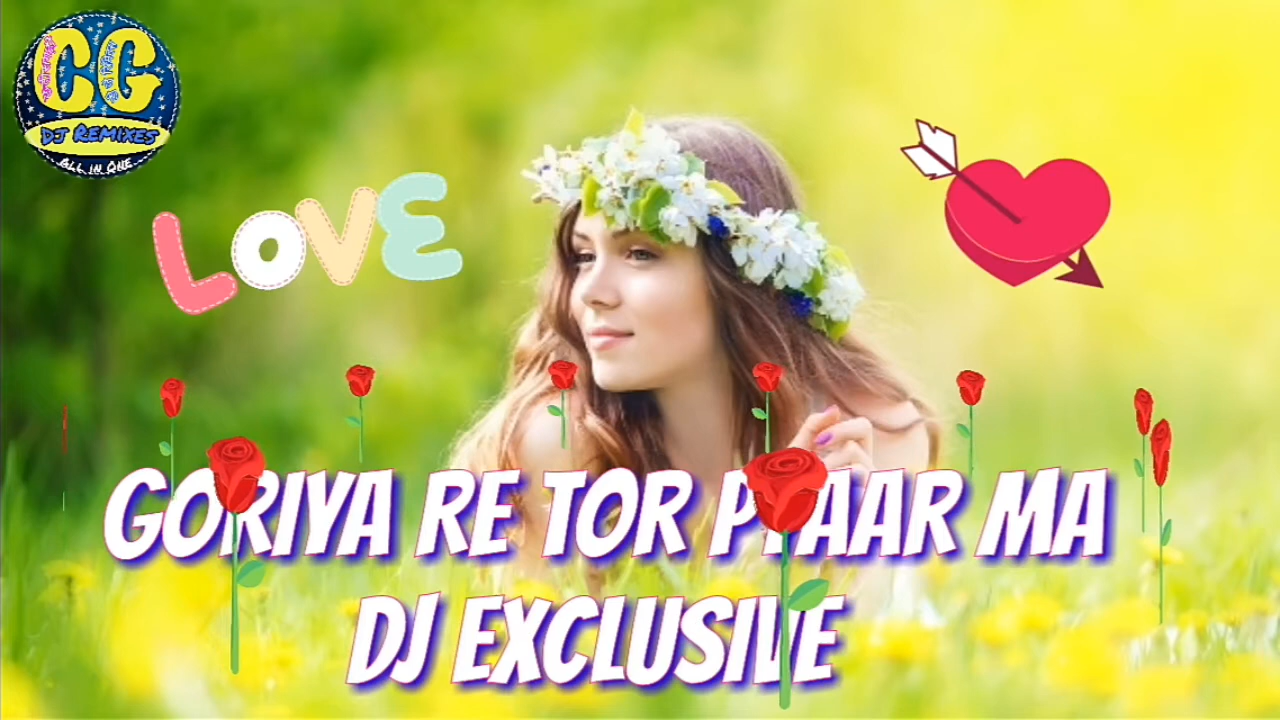 CG
DJ REMIXES
ALL IN ONE
LOVE
GORIYA RE TOR PYAAR MA
DJ EXCLUSIVE